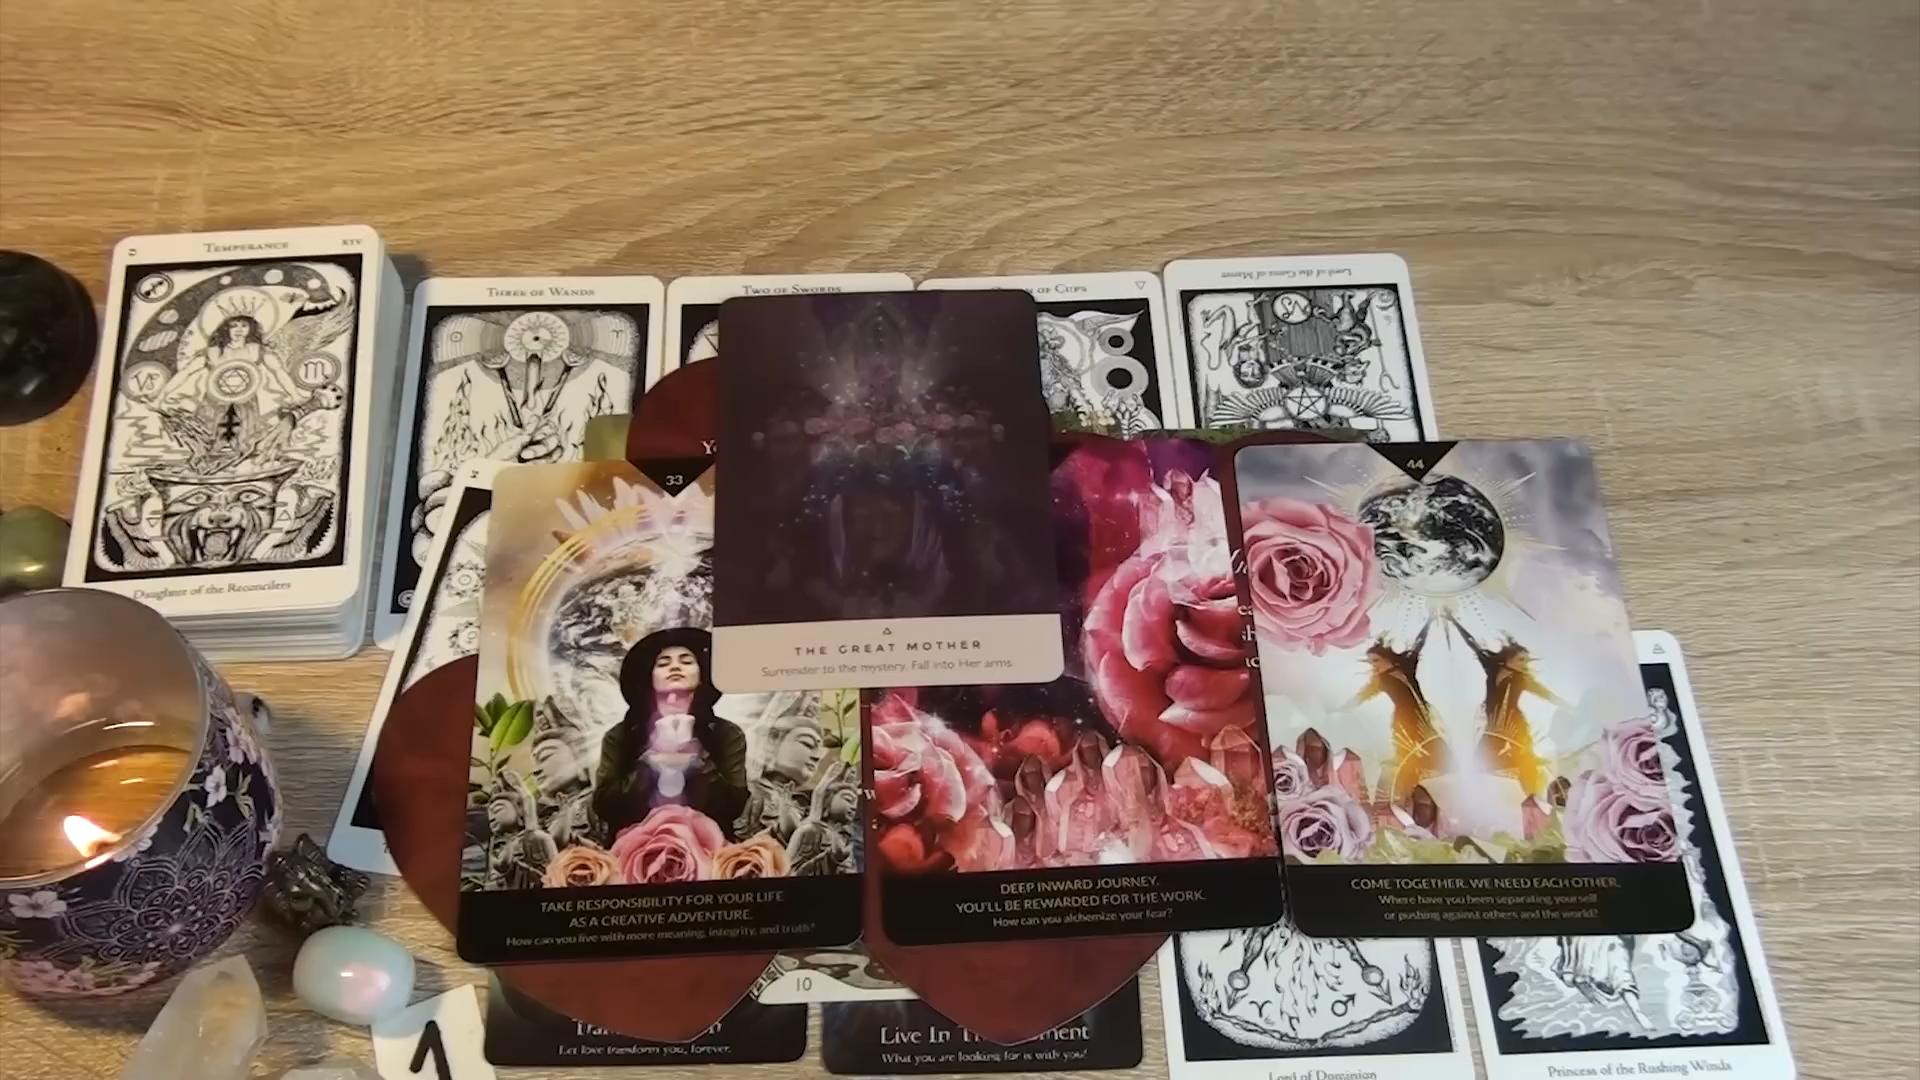 TEMPERANCE
XIV
Daughter of the Reconcilers
THREE OF WANDS
TWO OF SWORDS
OF CUPS
Lord of the Gates of Matter
33
44
THE GREAT MOTHER
Surrender to the mystery. Fall into Her arms.
TAKE RESPONSIBILITY FOR YOUR LIFE
AS A CREATIVE ADVENTURE.
How can you live with more meaning, integrity, and truth?
DEEP INWARD JOURNEY.
YOU'LL BE REWARDED FOR THE WORK.
How can you alchemize your fear?
COME TOGETHER. WE NEED EACH OTHER.
Where have you been separating yourself
or pushing against others and the world?
10
Let love transform you, forever.
Live In
What you are looking for is with you!
1
Lord of Dominion
Princess of the Rushing Winds